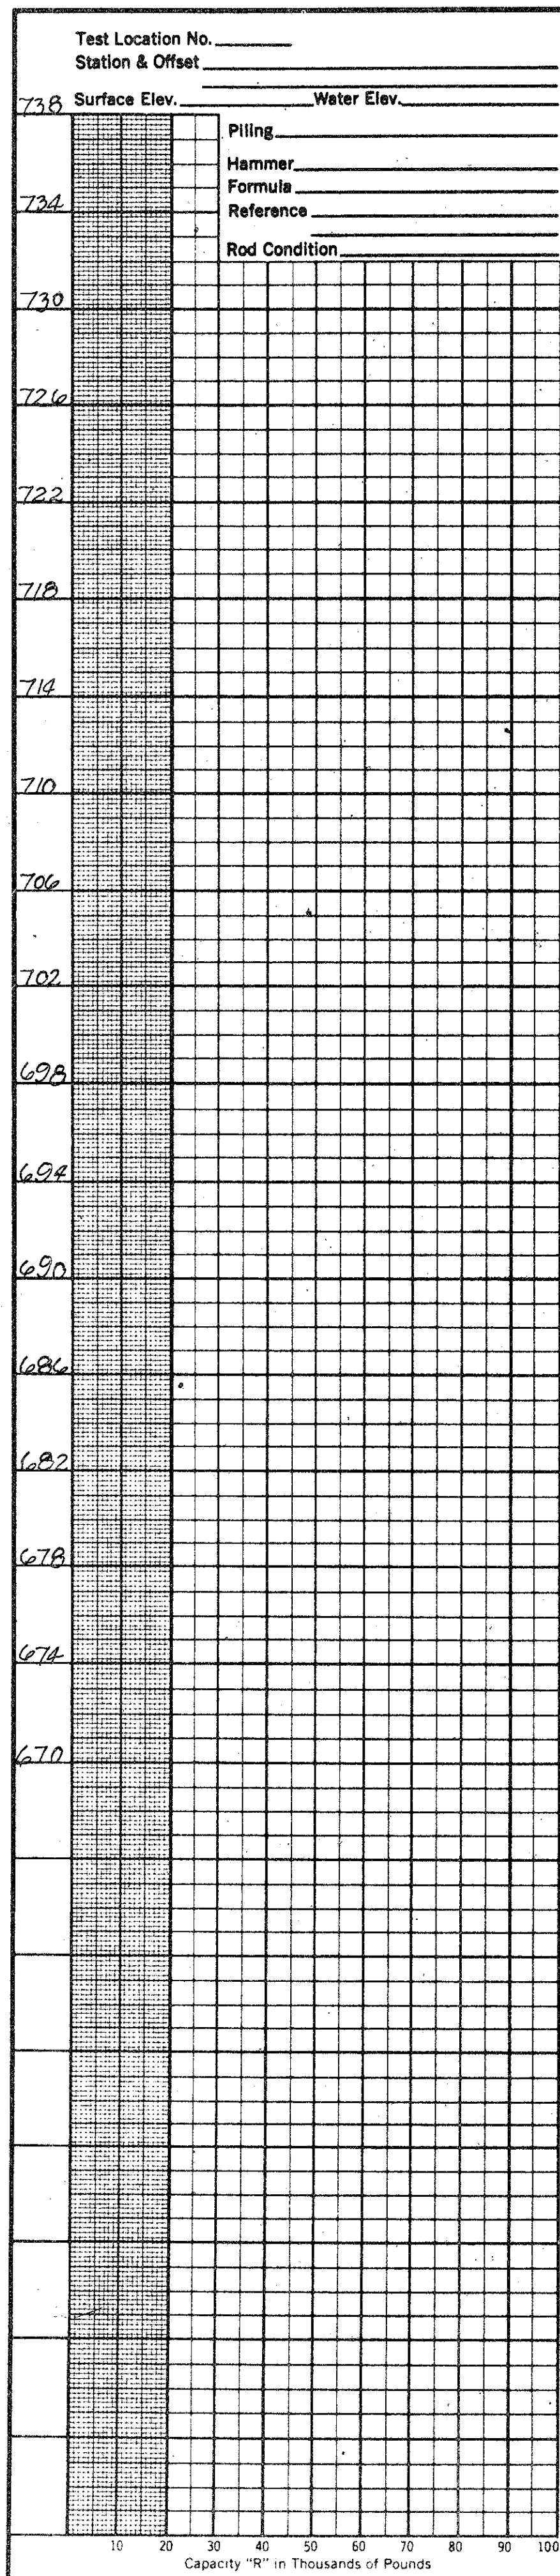 Test Location No.
Station & Offset
738 Surface Elev. Water Elev.
Piling
Hammer
Formula
734 Reference
Rod Condition
730
726
722
718
714
710
706
702
698
694
690
686
682
678
674
670
10 20 30 40 50 60 70 80 90 100
Capacity "R" in Thousands of Pounds